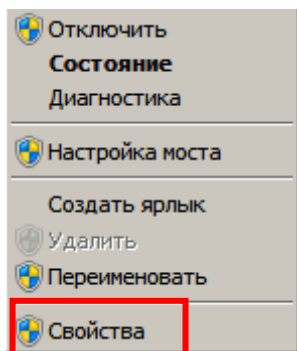 Отключить
Состояние
Диагностика
Настройка моста
Создать ярлык
Удалить
Переименовать
Свойства